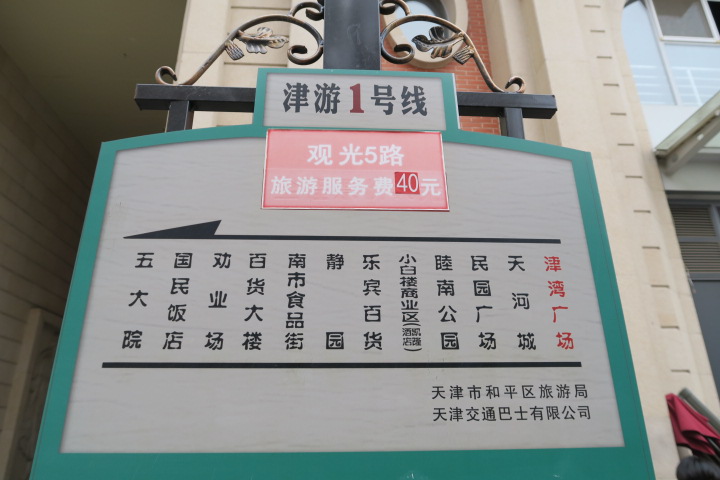 津游1号线
观光5路
旅游服务费40元
五大院
国民饭店
劝业场
百货大楼
南市食品街
静园
乐宾百货
小白楼商业区(凯隆酒店)
睦南公园
民园广场
天河城
津湾广场
天津市和平区旅游局
天津交通巴士有限公司